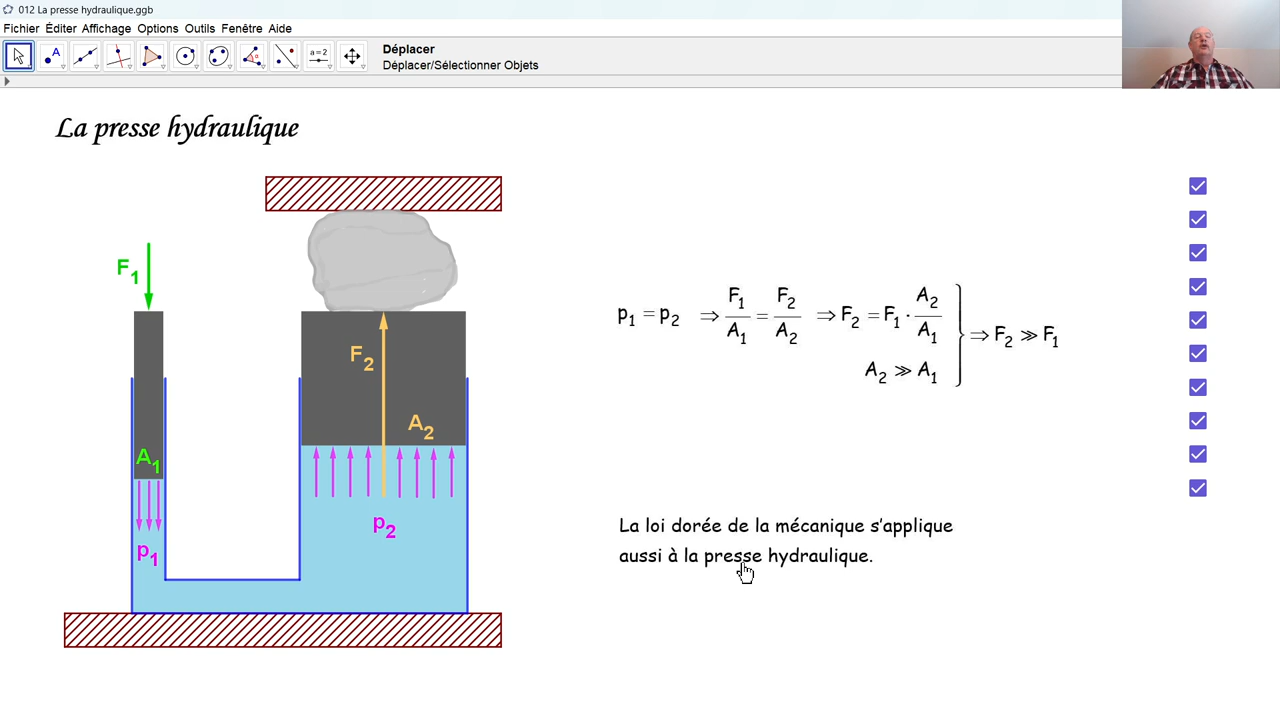 012 La presse hydraulique.ggb
Fichier Éditer Affichage Options Outils Fenêtre Aide
A
a=2
Déplacer
Déplacer/Sélectionner Objets
La presse hydraulique
F₁
F₂
A₂
A₁
p₂
p₁
p₁ = p₂ ⇒ F₁/A₁ = F₂/A₂ ⇒ F₂ = F₁ · A₂/A₁ } ⇒ F₂ ≫ F₁
A₂ ≫ A₁
La loi dorée de la mécanique s’applique
aussi à la presse hydraulique.